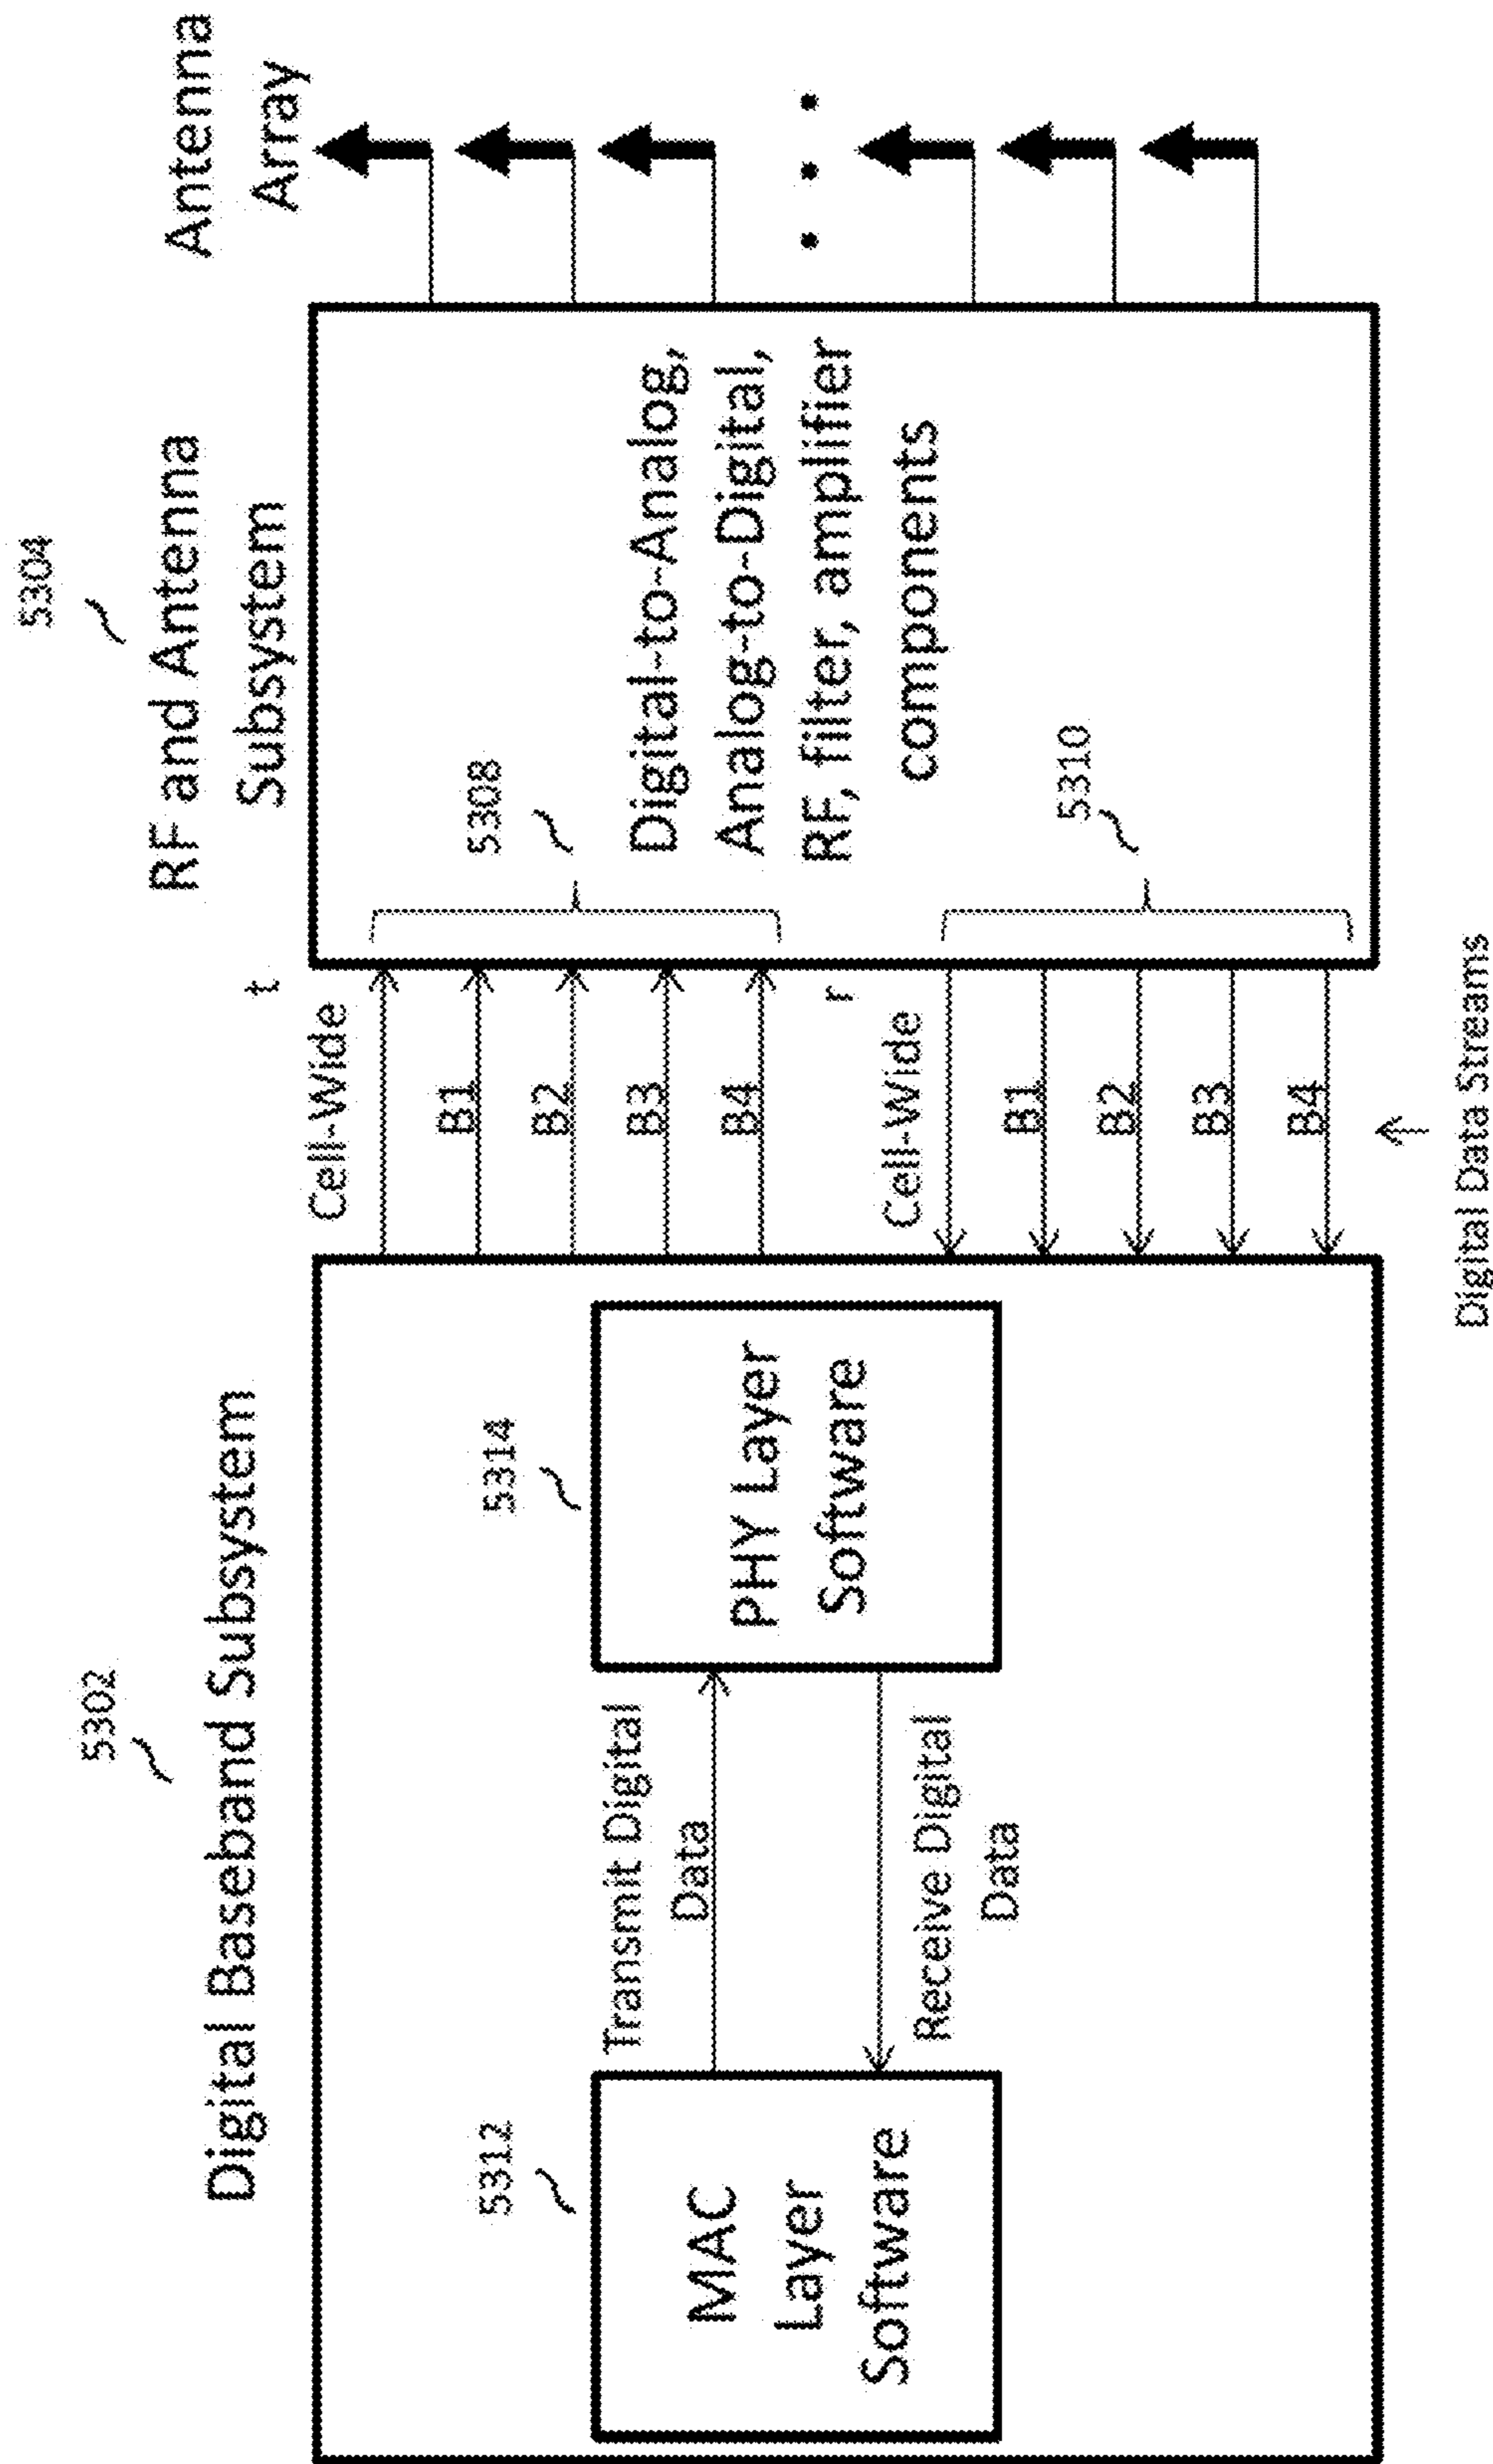 5302
Digital Baseband Subsystem
5312
MAC
Layer
Software
Transmit Digital
Data
Receive Digital
Data
5314
PHY Layer
Software
Cell-Wide
t
B1
B2
B3
B4
Cell-Wide
r
B1
B2
B3
B4
Digital Data Streams
5304
RF and Antenna
Subsystem
5308
Digital-to-Analog,
Analog-to-Digital,
RF, filter, amplifier
components
5310
Antenna
Array